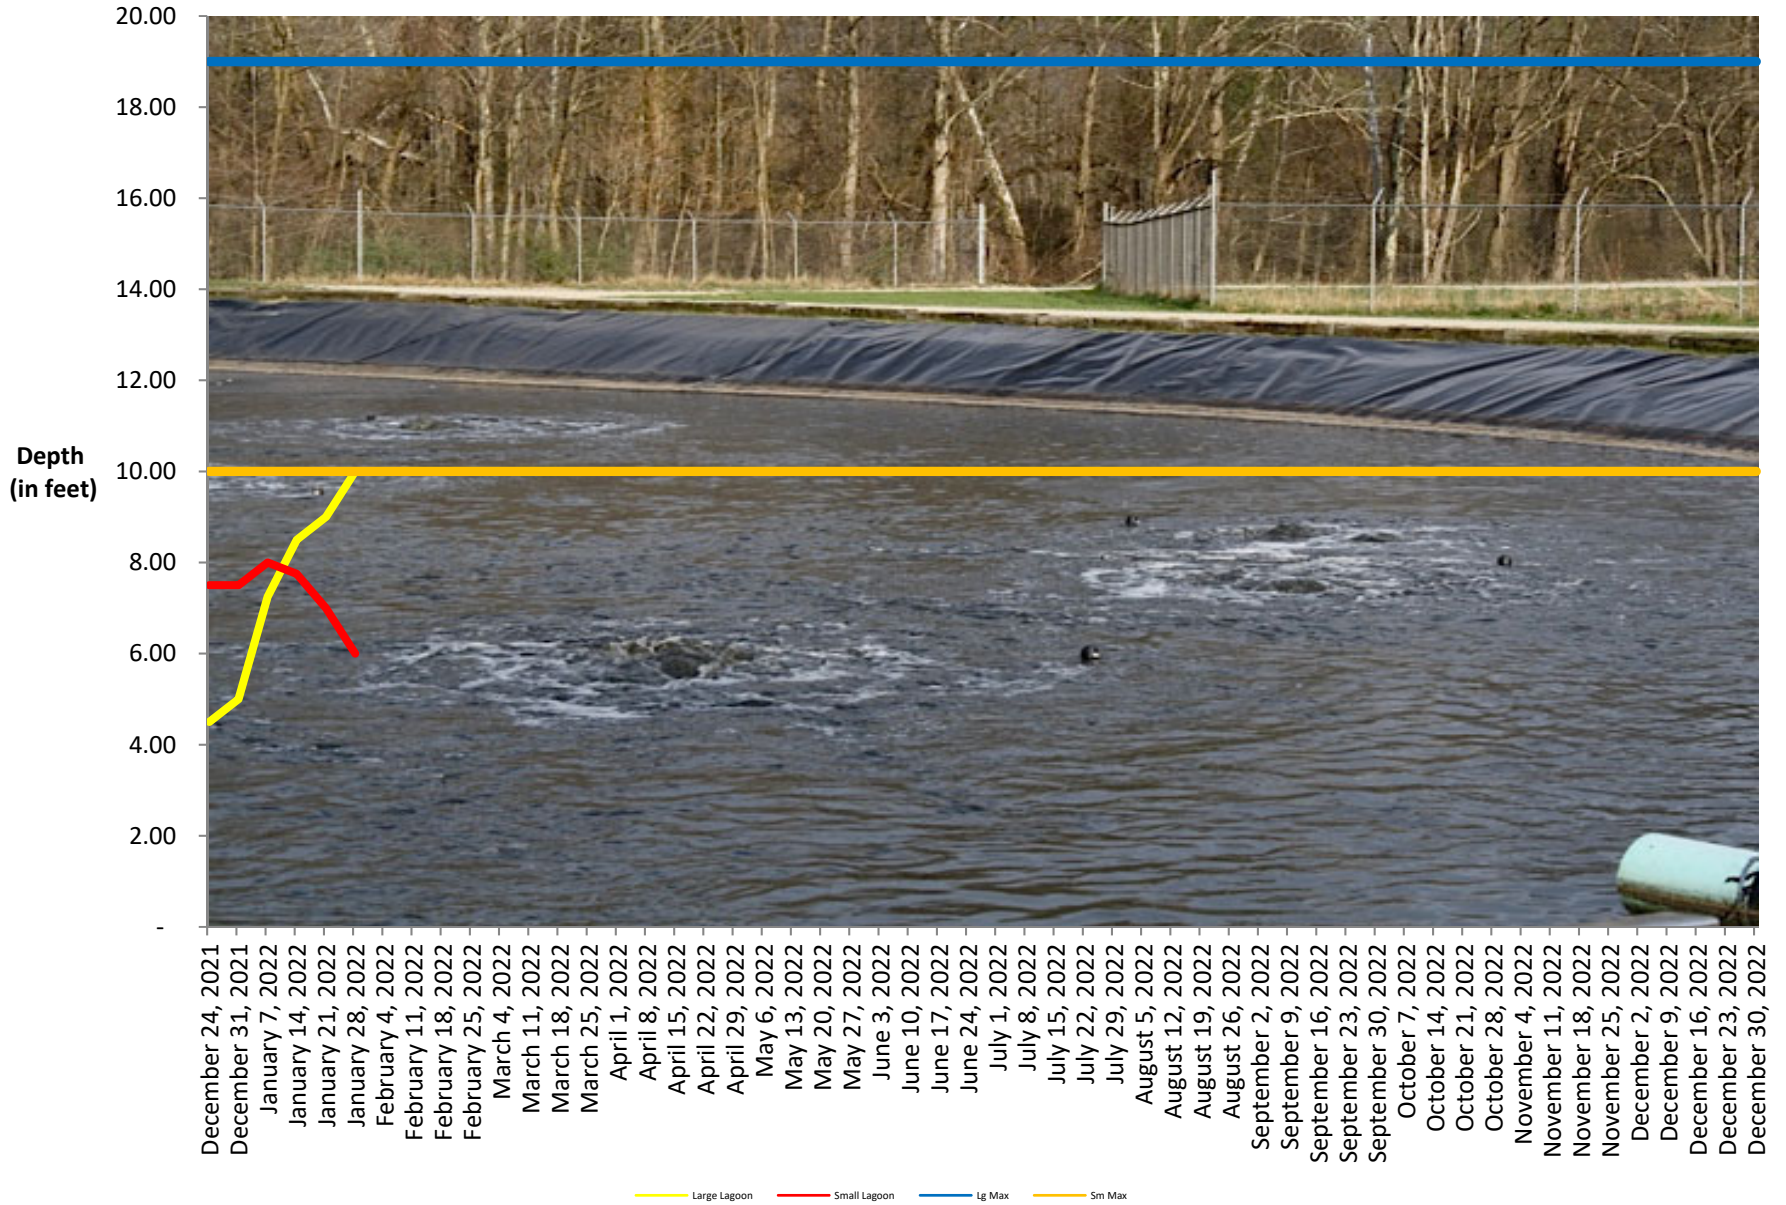 20.00
18.00
16.00
14.00
12.00
10.00
8.00
6.00
4.00
2.00
-
Depth
(in feet)
December 24, 2021
December 31, 2021
January 7, 2022
January 14, 2022
January 21, 2022
January 28, 2022
February 4, 2022
February 11, 2022
February 18, 2022
February 25, 2022
March 4, 2022
March 11, 2022
March 18, 2022
March 25, 2022
April 1, 2022
April 8, 2022
April 15, 2022
April 22, 2022
April 29, 2022
May 6, 2022
May 13, 2022
May 20, 2022
May 27, 2022
June 3, 2022
June 10, 2022
June 17, 2022
June 24, 2022
July 1, 2022
July 8, 2022
July 15, 2022
July 22, 2022
July 29, 2022
August 5, 2022
August 12, 2022
August 19, 2022
August 26, 2022
September 2, 2022
September 9, 2022
September 16, 2022
September 23, 2022
September 30, 2022
October 7, 2022
October 14, 2022
October 21, 2022
October 28, 2022
November 4, 2022
November 11, 2022
November 18, 2022
November 25, 2022
December 2, 2022
December 9, 2022
December 16, 2022
December 23, 2022
December 30, 2022
Large Lagoon Small Lagoon Lg Max Sm Max